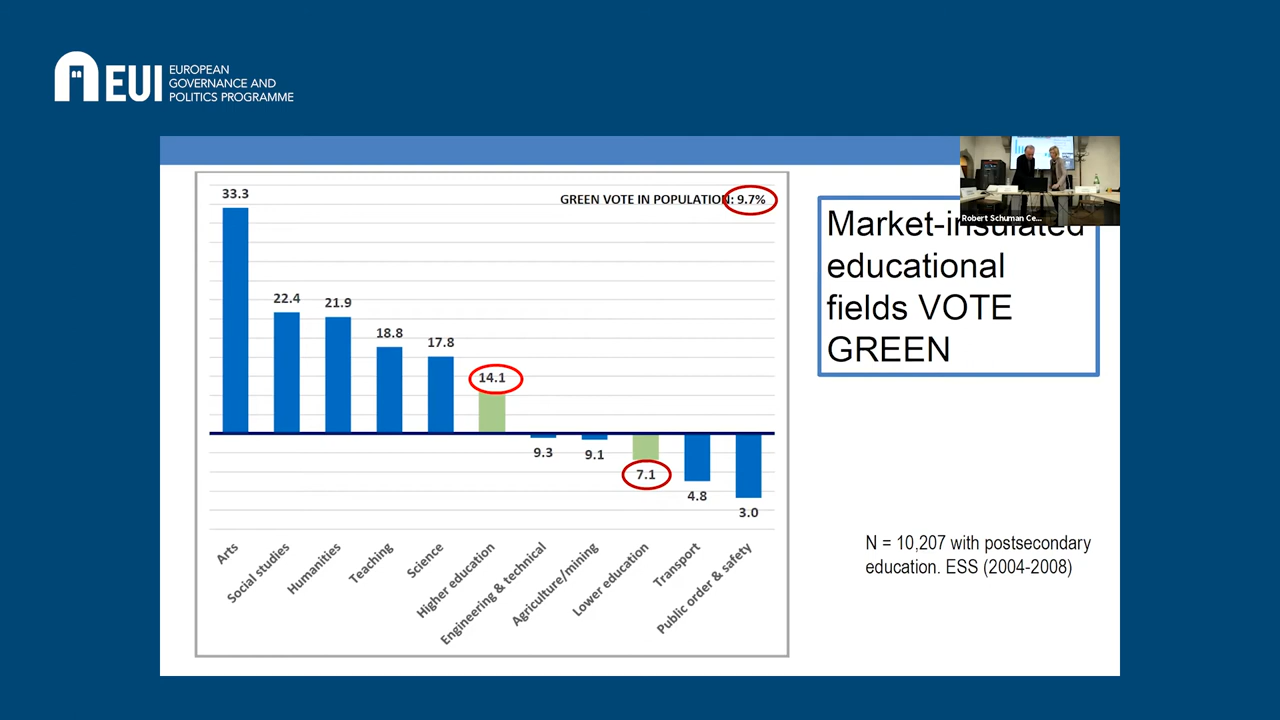 EUI
EUROPEAN
GOVERNANCE AND
POLITICS PROGRAMME
GREEN VOTE IN POPULATION: 9.7%
33.3
22.4
21.9
18.8
17.8
14.1
9.3
9.1
7.1
4.8
3.0
Arts
Social studies
Humanities
Teaching
Science
Higher education
Engineering & technical
Agriculture/mining
Lower education
Transport
Public order & safety
Robert Schuman Ce...
Market-insulated
educational
fields VOTE
GREEN
N = 10,207 with postsecondary
education. ESS (2004-2008)